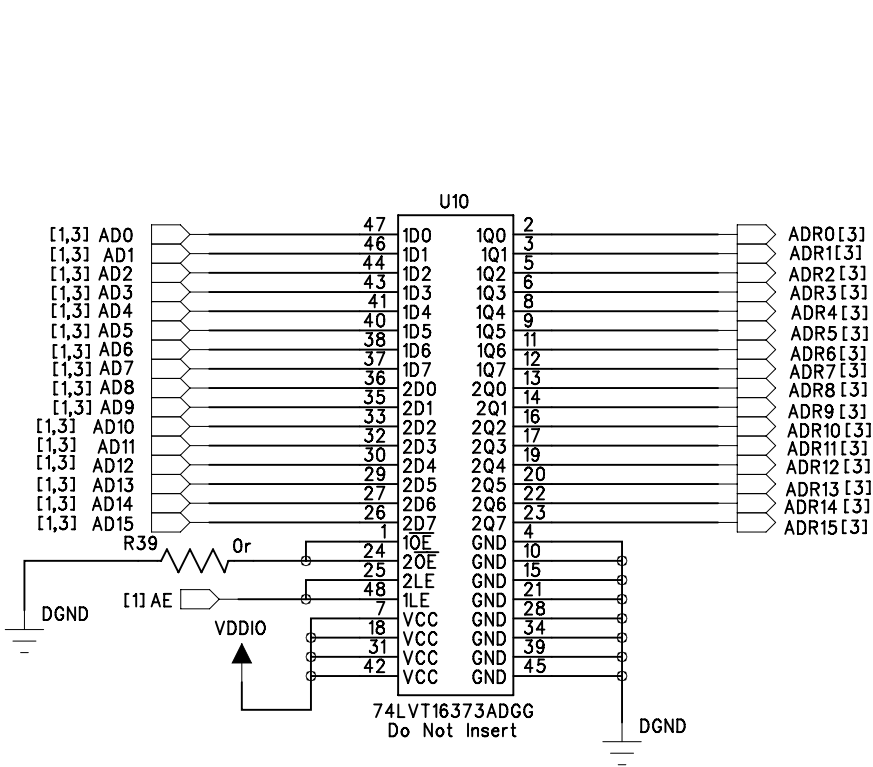 U10
[1,3] AD0 47 1D0 1Q0 2 ADR0[3]
[1,3] AD1 46 1D1 1Q1 3 ADR1[3]
[1,3] AD2 44 1D2 1Q2 5 ADR2[3]
[1,3] AD3 43 1D3 1Q3 6 ADR3[3]
[1,3] AD4 41 1D4 1Q4 8 ADR4[3]
[1,3] AD5 40 1D5 1Q5 9 ADR5[3]
[1,3] AD6 38 1D6 1Q6 11 ADR6[3]
[1,3] AD7 37 1D7 1Q7 12 ADR7[3]
[1,3] AD8 36 2D0 2Q0 13 ADR8[3]
[1,3] AD9 35 2D1 2Q1 14 ADR9[3]
[1,3] AD10 33 2D2 2Q2 16 ADR10[3]
[1,3] AD11 32 2D3 2Q3 17 ADR11[3]
[1,3] AD12 30 2D4 2Q4 19 ADR12[3]
[1,3] AD13 29 2D5 2Q5 20 ADR13[3]
[1,3] AD14 27 2D6 2Q6 22 ADR14[3]
[1,3] AD15 26 2D7 2Q7 23 ADR15[3]
1 1OE GND 4
R39 0r 24 2OE GND 10
25 2LE GND 15
[1] AE 48 1LE GND 21
DGND 7 VCC GND 28
VDDIO 18 VCC GND 34
31 VCC GND 39
42 VCC GND 45
74LVT16373ADGG
Do Not Insert
DGND